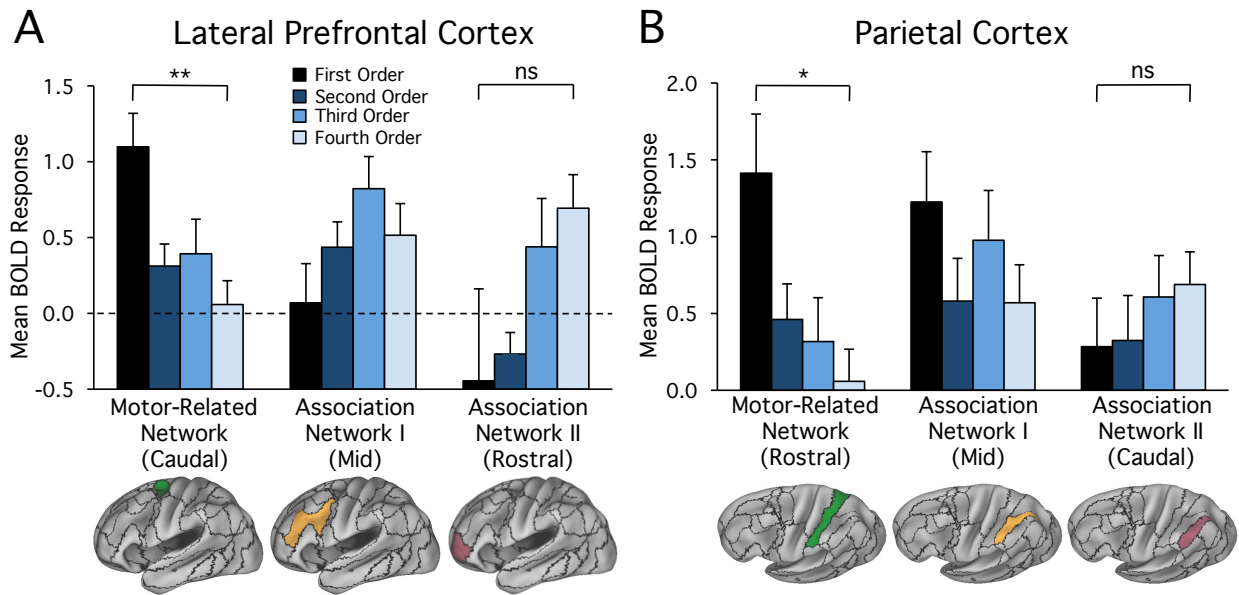 A
Lateral Prefrontal Cortex
Mean BOLD Response
1.5
1.0
0.5
0.0
-0.5
**
ns
First Order
Second Order
Third Order
Fourth Order
Motor-Related
Network
(Caudal)
Association
Network I
(Mid)
Association
Network II
(Rostral)
B
Parietal Cortex
Mean BOLD Response
2.0
1.5
1.0
0.5
0.0
*
ns
Motor-Related
Network
(Rostral)
Association
Network I
(Mid)
Association
Network II
(Caudal)